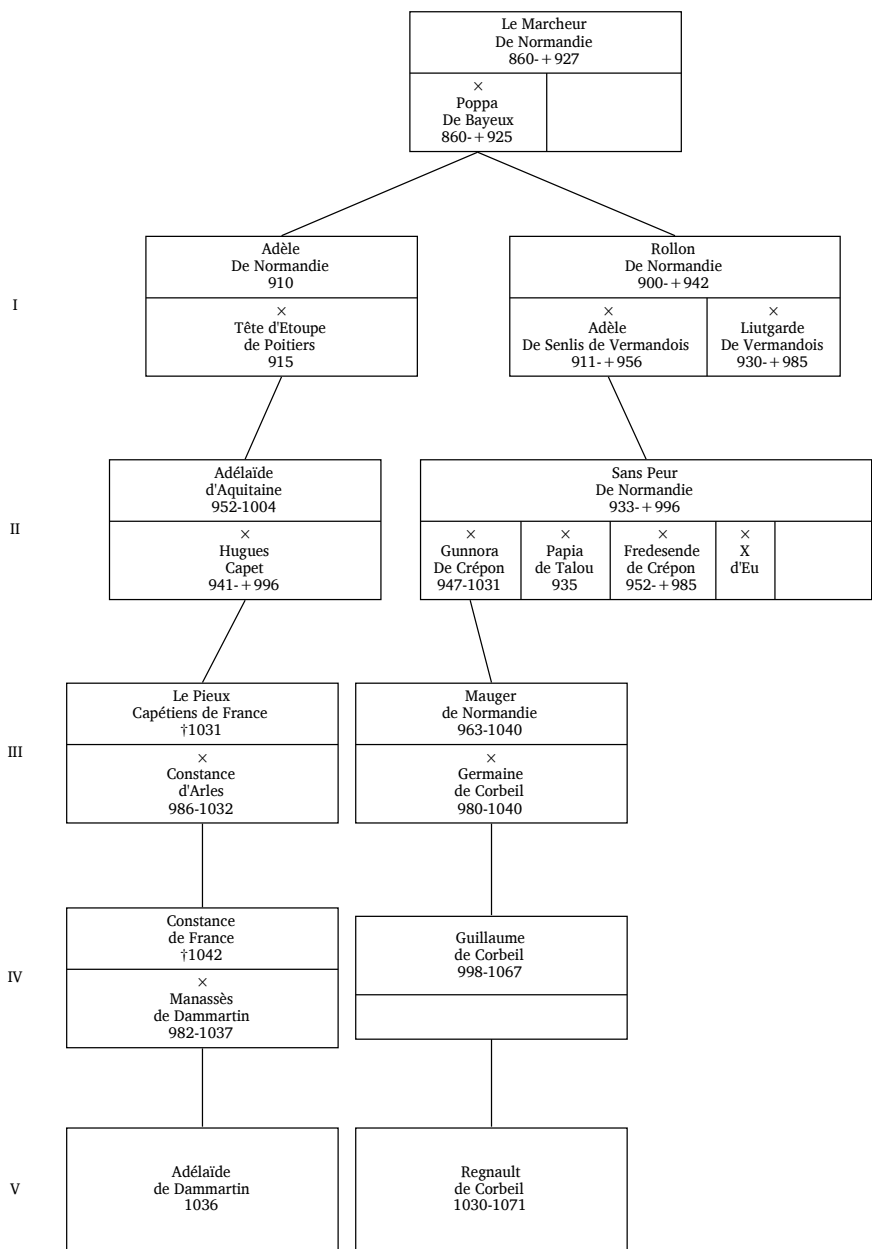 Le Marcheur
De Normandie
860-+927
×
Poppa
De Bayeux
860-+925
I
Adèle
De Normandie
910
×
Tête d'Etoupe
de Poitiers
915
Rollon
De Normandie
900-+942
×
Adèle
De Senlis de Vermandois
911-+956
×
Liutgarde
De Vermandois
930-+985
II
Adélaïde
d'Aquitaine
952-1004
×
Hugues
Capet
941-+996
Sans Peur
De Normandie
933-+996
×
Gunnora
De Crépon
947-1031
×
Papia
de Talou
935
×
Fredesende
de Crépon
952-+985
×
X
d'Eu
III
Le Pieux
Capétiens de France
†1031
×
Constance
d'Arles
986-1032
Mauger
de Normandie
963-1040
×
Germaine
de Corbeil
980-1040
IV
Constance
de France
†1042
×
Manassès
de Dammartin
982-1037
Guillaume
de Corbeil
998-1067
V
Adélaïde
de Dammartin
1036
Regnault
de Corbeil
1030-1071